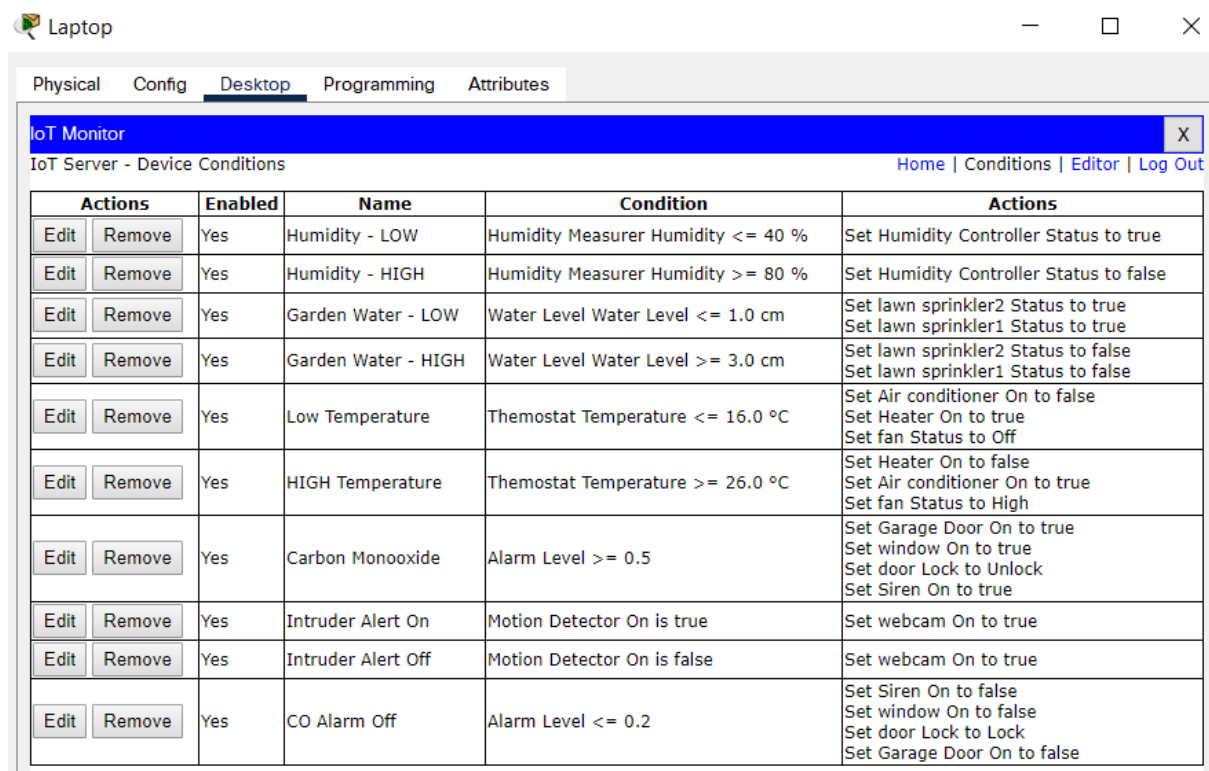 Laptop
Physical Config Desktop Programming Attributes
IoT Monitor X
IoT Server - Device Conditions Home | Conditions | Editor | Log Out
Actions Enabled Name Condition Actions
Edit Remove Yes Humidity - LOW Humidity Measurer Humidity <= 40 % Set Humidity Controller Status to true
Edit Remove Yes Humidity - HIGH Humidity Measurer Humidity >= 80 % Set Humidity Controller Status to false
Edit Remove Yes Garden Water - LOW Water Level Water Level <= 1.0 cm Set lawn sprinkler2 Status to true
Set lawn sprinkler1 Status to true
Edit Remove Yes Garden Water - HIGH Water Level Water Level >= 3.0 cm Set lawn sprinkler2 Status to false
Set lawn sprinkler1 Status to false
Edit Remove Yes Low Temperature Themostat Temperature <= 16.0 °C Set Air conditioner On to false
Set Heater On to true
Set fan Status to Off
Edit Remove Yes HIGH Temperature Themostat Temperature >= 26.0 °C Set Heater On to false
Set Air conditioner On to true
Set fan Status to High
Edit Remove Yes Carbon Monooxide Alarm Level >= 0.5 Set Garage Door On to true
Set window On to true
Set door Lock to Unlock
Set Siren On to true
Edit Remove Yes Intruder Alert On Motion Detector On is true Set webcam On to true
Edit Remove Yes Intruder Alert Off Motion Detector On is false Set webcam On to true
Edit Remove Yes CO Alarm Off Alarm Level <= 0.2 Set Siren On to false
Set window On to false
Set door Lock to Lock
Set Garage Door On to false